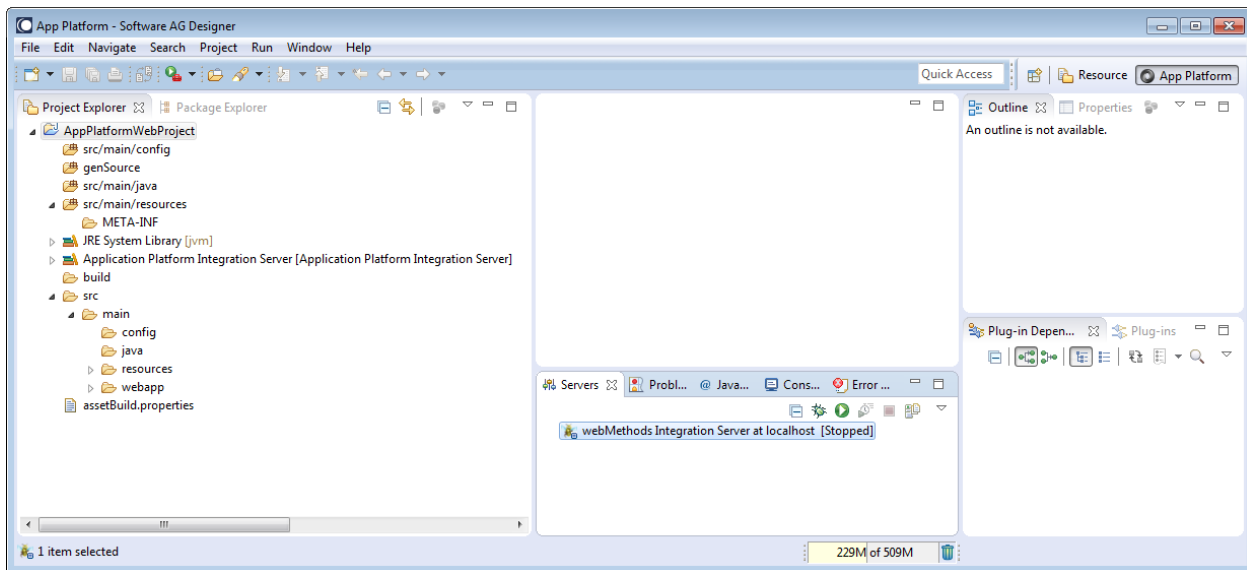 App Platform - Software AG Designer
File Edit Navigate Search Project Run Window Help
Quick Access
Resource
App Platform
Project Explorer
Package Explorer
AppPlatformWebProject
src/main/config
genSource
src/main/java
src/main/resources
META-INF
JRE System Library [jvm]
Application Platform Integration Server [Application Platform Integration Server]
build
src
main
config
java
resources
webapp
assetBuild.properties
Outline
Properties
An outline is not available.
Plug-in Depen...
Plug-ins
Servers
Probl...
@ Java...
Cons...
Error ...
webMethods Integration Server at localhost [Stopped]
1 item selected
229M of 509M